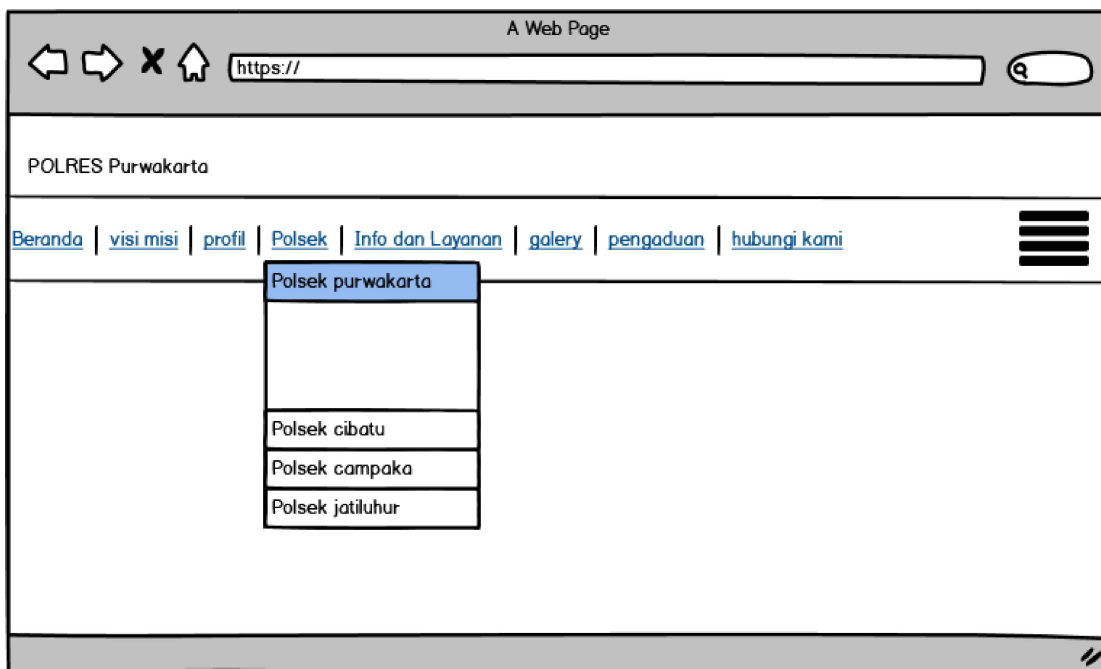 A Web Page
https://
POLRES Purwakarta
Beranda | visi misi | profil | Polsek | Info dan Layanan | galery | pengaduan | hubungi kami
Polsek purwakarta
Polsek cibatu
Polsek campaka
Polsek jatiluhur